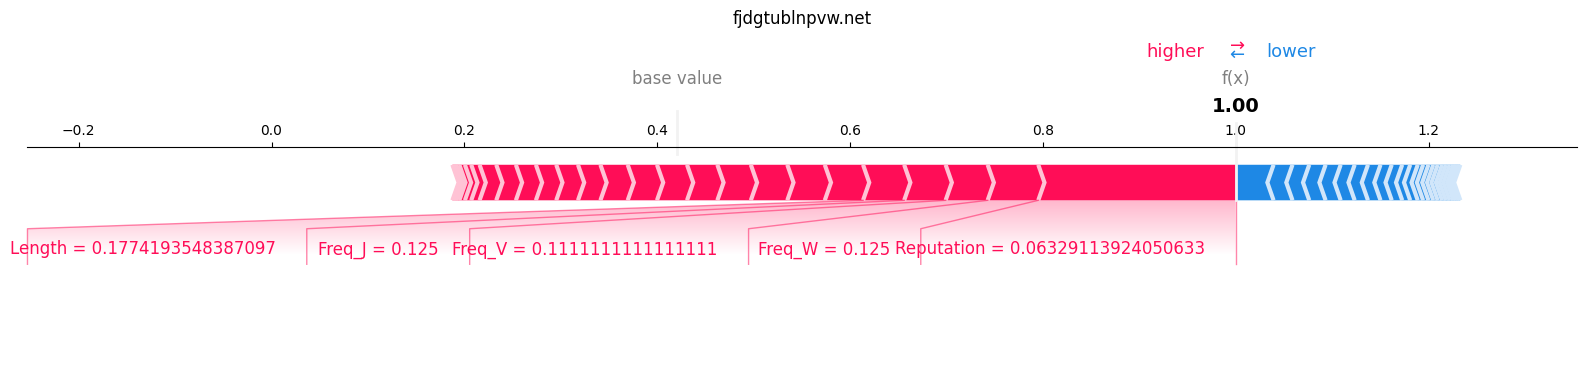 fjdgtublnpvw.net
higher → ← lower
base value f(x)
1.00
−0.2 0.0 0.2 0.4 0.6 0.8 1.0 1.2
Length = 0.1774193548387097 Freq_J = 0.125 Freq_V = 0.1111111111111111 Freq_W = 0.125 Reputation = 0.06329113924050633